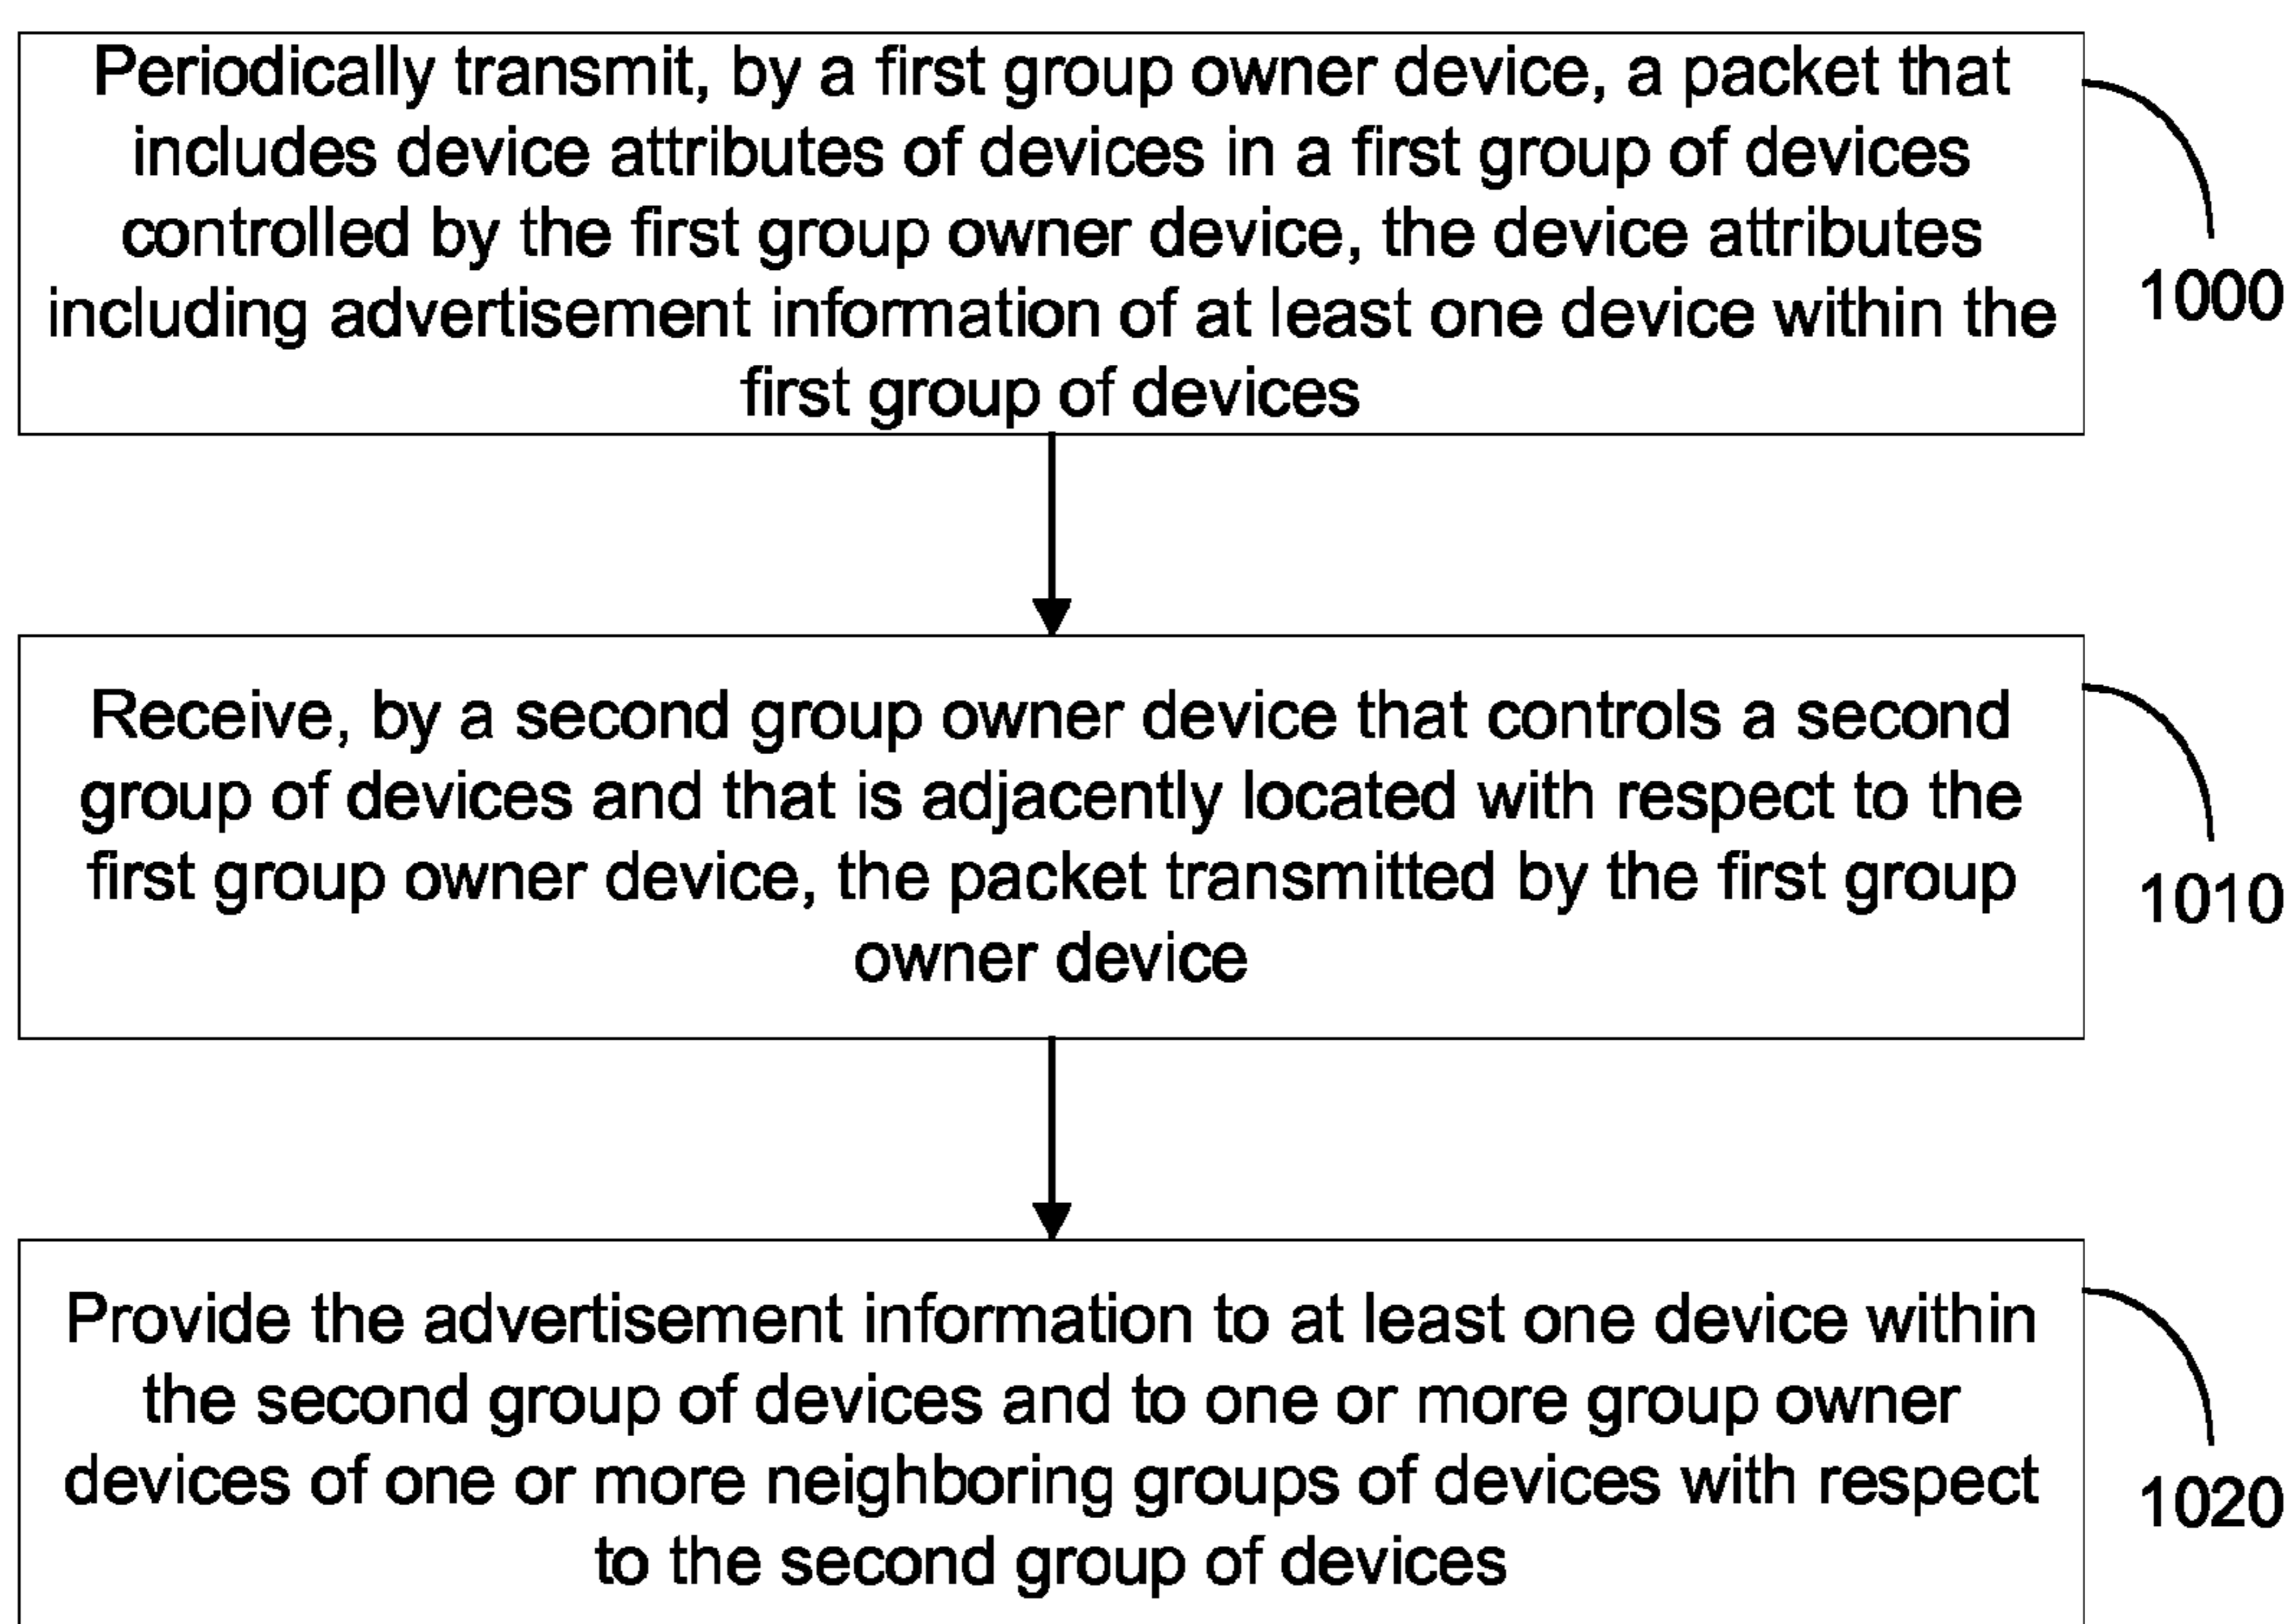 Periodically transmit, by a first group owner device, a packet that
includes device attributes of devices in a first group of devices
controlled by the first group owner device, the device attributes
including advertisement information of at least one device within the
first group of devices
1000
Receive, by a second group owner device that controls a second
group of devices and that is adjacently located with respect to the
first group owner device, the packet transmitted by the first group
owner device
1010
Provide the advertisement information to at least one device within
the second group of devices and to one or more group owner
devices of one or more neighboring groups of devices with respect
to the second group of devices
1020